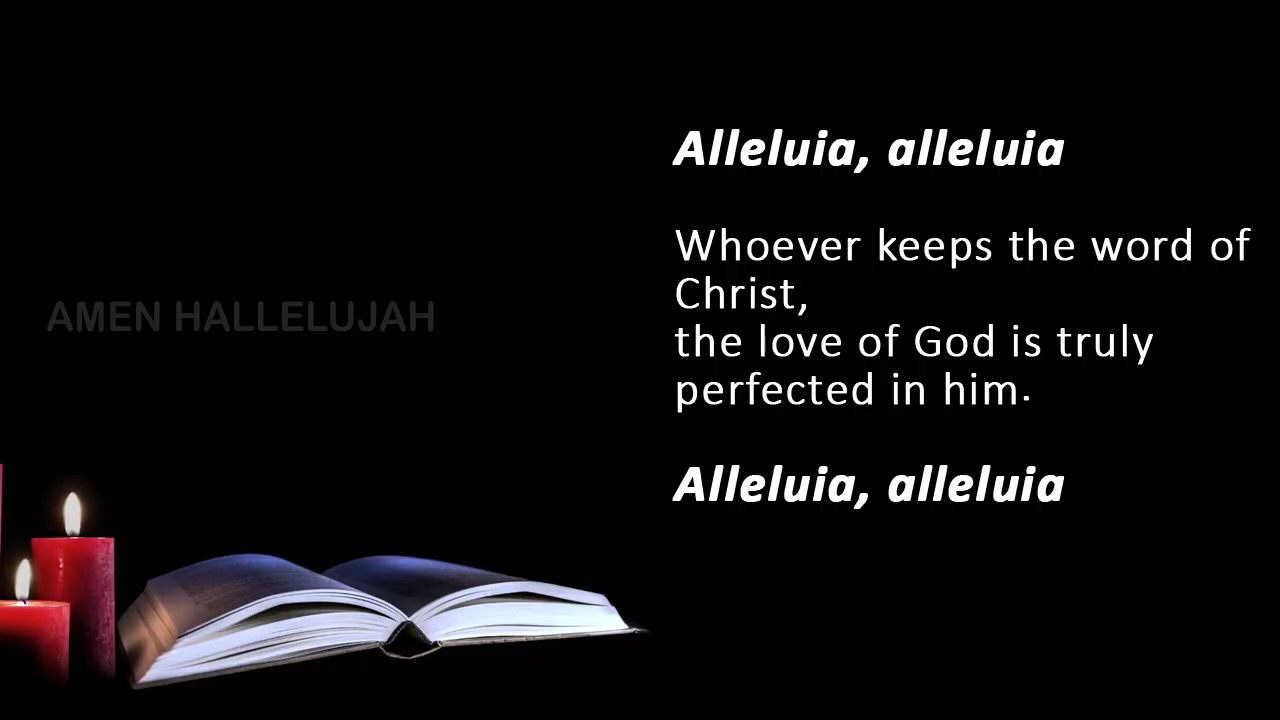 Alleluia, alleluia
Whoever keeps the word of
Christ,
the love of God is truly
perfected in him.
Alleluia, alleluia
AMEN HALLELUJAH